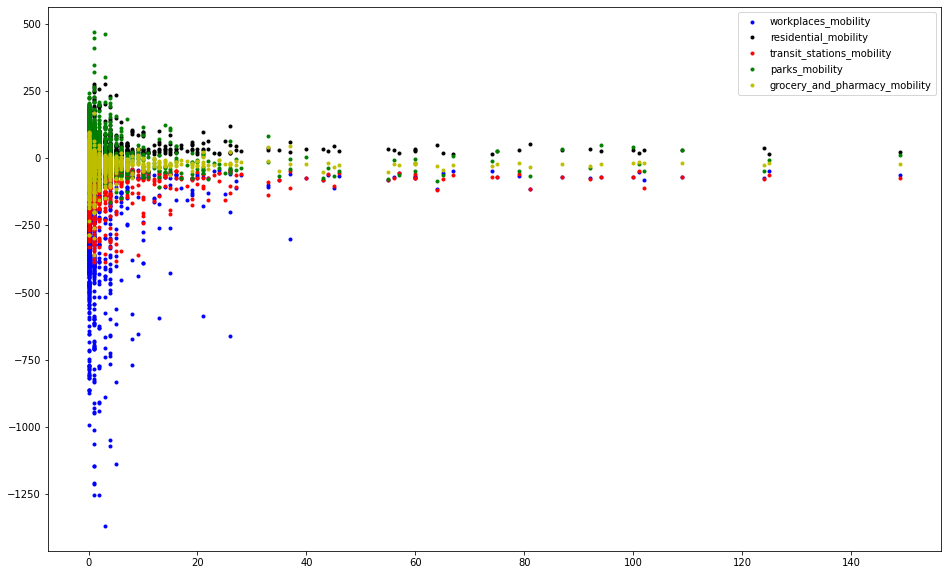 500
250
0
−250
−500
−750
−1000
−1250
0 20 40 60 80 100 120 140
workplaces_mobility
residential_mobility
transit_stations_mobility
parks_mobility
grocery_and_pharmacy_mobility